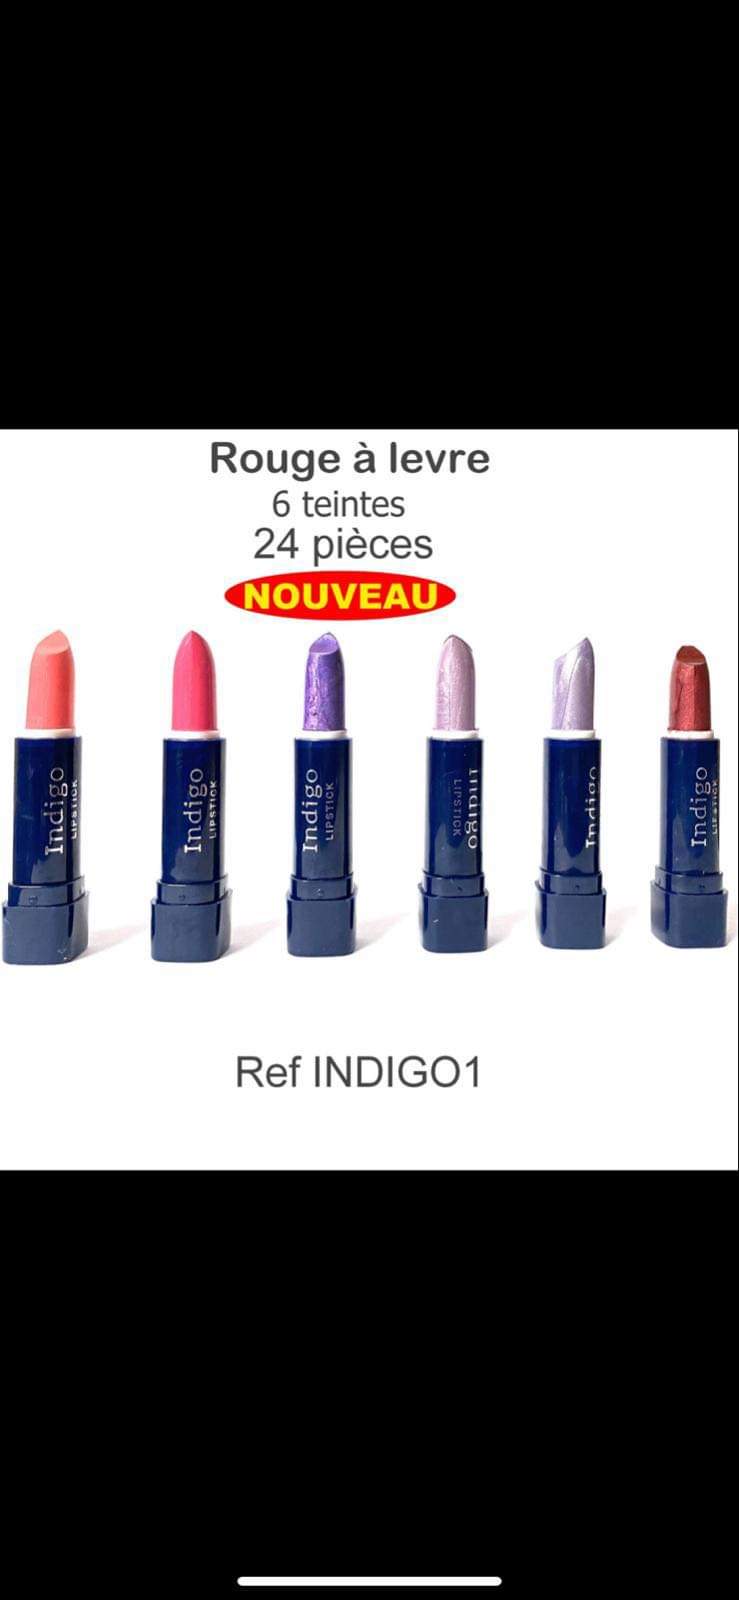 Rouge à levre
6 teintes
24 pièces
NOUVEAU
Indigo
LIPSTICK
Indigo
LIPSTICK
Indigo
LIPSTICK
Indigo
LIPSTICK
Indigo
Indigo
LIPSTICK
Ref INDIGO1